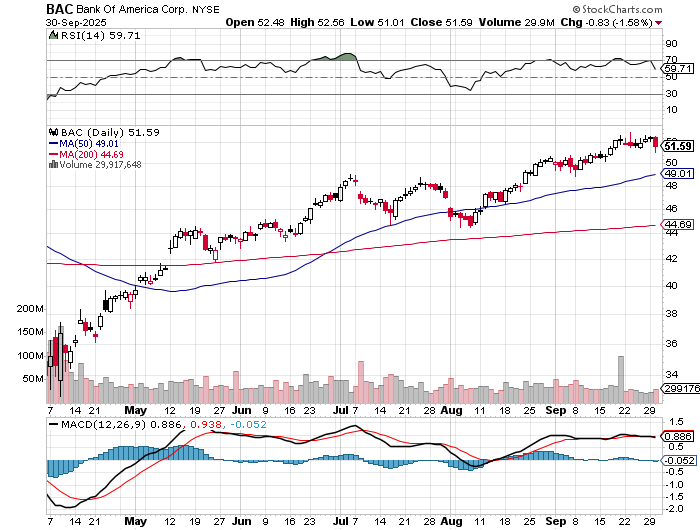 BAC Bank Of America Corp. NYSE © StockCharts.com
30-Sep-2025 Open 52.48 High 52.56 Low 51.01 Close 51.59 Volume 29.9M Chg -0.83 (-1.58%)
RSI(14) 59.71
90
70
59.71
50
30
10
BAC (Daily) 51.59
MA(50) 49.01
MA(200) 44.69
Volume 29,917,648
51.59
50
49.01
48
46
44.69
44
42
40
38
36
34
200M
150M
100M
50M
299176
7 14 21 May 12 19 27 Jun 9 16 23 Jul 7 14 21 28 Aug 11 18 25 Sep 8 15 22 29
MACD(12,26,9) 0.886, 0.938, -0.052
1.5
0.886
0.5
-0.052
-0.5
-1.0
-1.5
-2.0
7 14 21 May 12 19 27 Jun 9 16 23 Jul 7 14 21 28 Aug 11 18 25 Sep 8 15 22 29